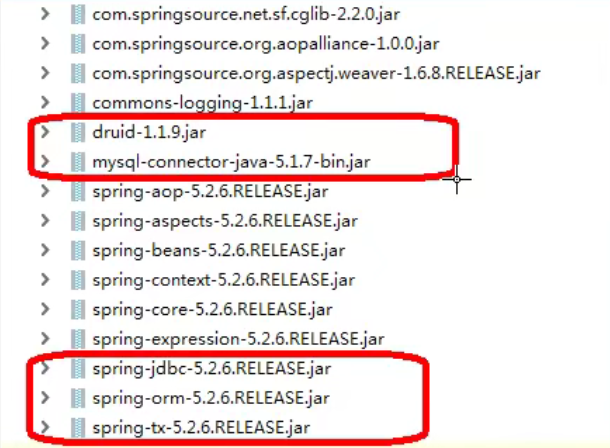 com.springsource.net.sf.cglib-2.2.0.jar
com.springsource.org.aopalliance-1.0.0.jar
com.springsource.org.aspectj.weaver-1.6.8.RELEASE.jar
commons-logging-1.1.1.jar
druid-1.1.9.jar
mysql-connector-java-5.1.7-bin.jar
spring-aop-5.2.6.RELEASE.jar
spring-aspects-5.2.6.RELEASE.jar
spring-beans-5.2.6.RELEASE.jar
spring-context-5.2.6.RELEASE.jar
spring-core-5.2.6.RELEASE.jar
spring-expression-5.2.6.RELEASE.jar
spring-jdbc-5.2.6.RELEASE.jar
spring-orm-5.2.6.RELEASE.jar
spring-tx-5.2.6.RELEASE.jar